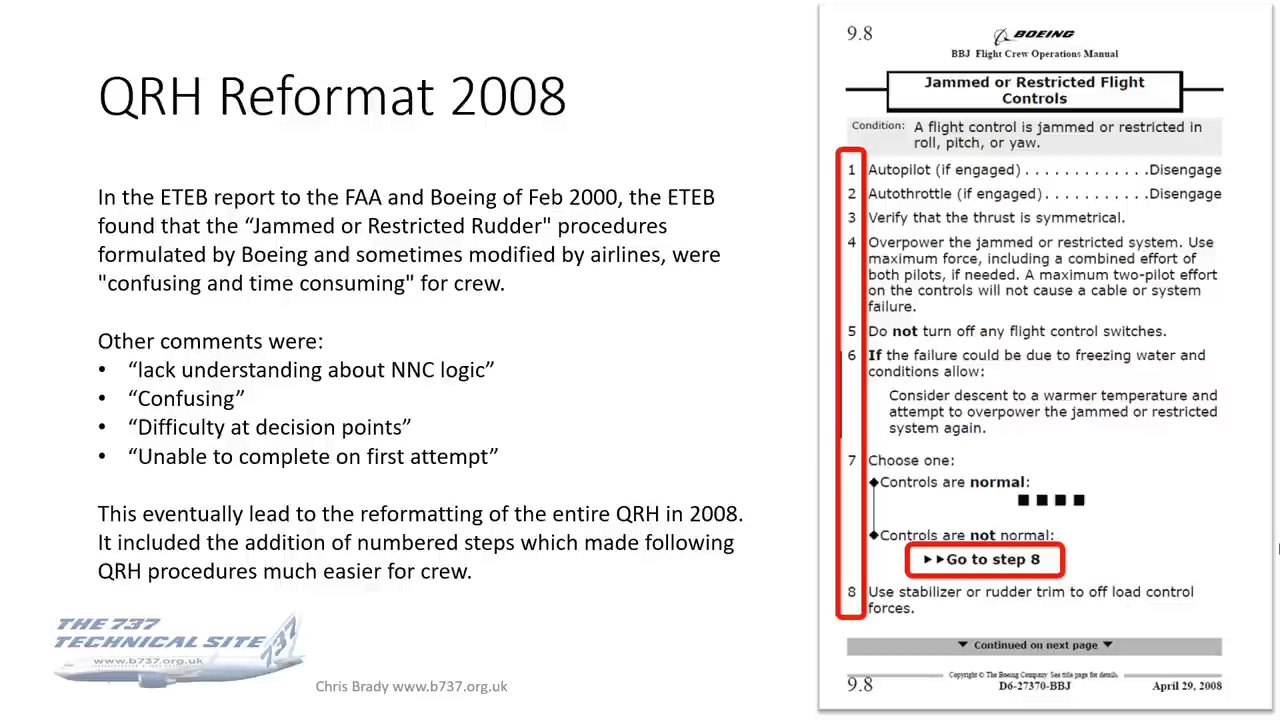 QRH Reformat 2008
In the ETEB report to the FAA and Boeing of Feb 2000, the ETEB
found that the “Jammed or Restricted Rudder" procedures
formulated by Boeing and sometimes modified by airlines, were
"confusing and time consuming" for crew.
Other comments were:
• “lack understanding about NNC logic”
• “Confusing”
• “Difficulty at decision points”
• “Unable to complete on first attempt”
This eventually lead to the reformatting of the entire QRH in 2008.
It included the addition of numbered steps which made following
QRH procedures much easier for crew.
THE 737
TECHNICAL SITE
737
www.b737.org.uk
Chris Brady www.b737.org.uk
9.8
BOEING
BBJ Flight Crew Operations Manual
Jammed or Restricted Flight
Controls
Condition: A flight control is jammed or restricted in
roll, pitch, or yaw.
1 Autopilot (if engaged) . . . . . . . . . . . . .Disengage
2 Autothrottle (if engaged). . . . . . . . . . .Disengage
3 Verify that the thrust is symmetrical.
4 Overpower the jammed or restricted system. Use
maximum force, including a combined effort of
both pilots, if needed. A maximum two-pilot effort
on the controls will not cause a cable or system
failure.
5 Do not turn off any flight control switches.
6 If the failure could be due to freezing water and
conditions allow:
Consider descent to a warmer temperature and
attempt to overpower the jammed or restricted
system again.
7 Choose one:
◆Controls are normal:
■ ■ ■ ■
◆Controls are not normal:
▶▶Go to step 8
8 Use stabilizer or rudder trim to off load control
forces.
▼ Continued on next page ▼
Copyright © The Boeing Company. See title page for details.
9.8 D6-27370-BBJ April 29, 2008